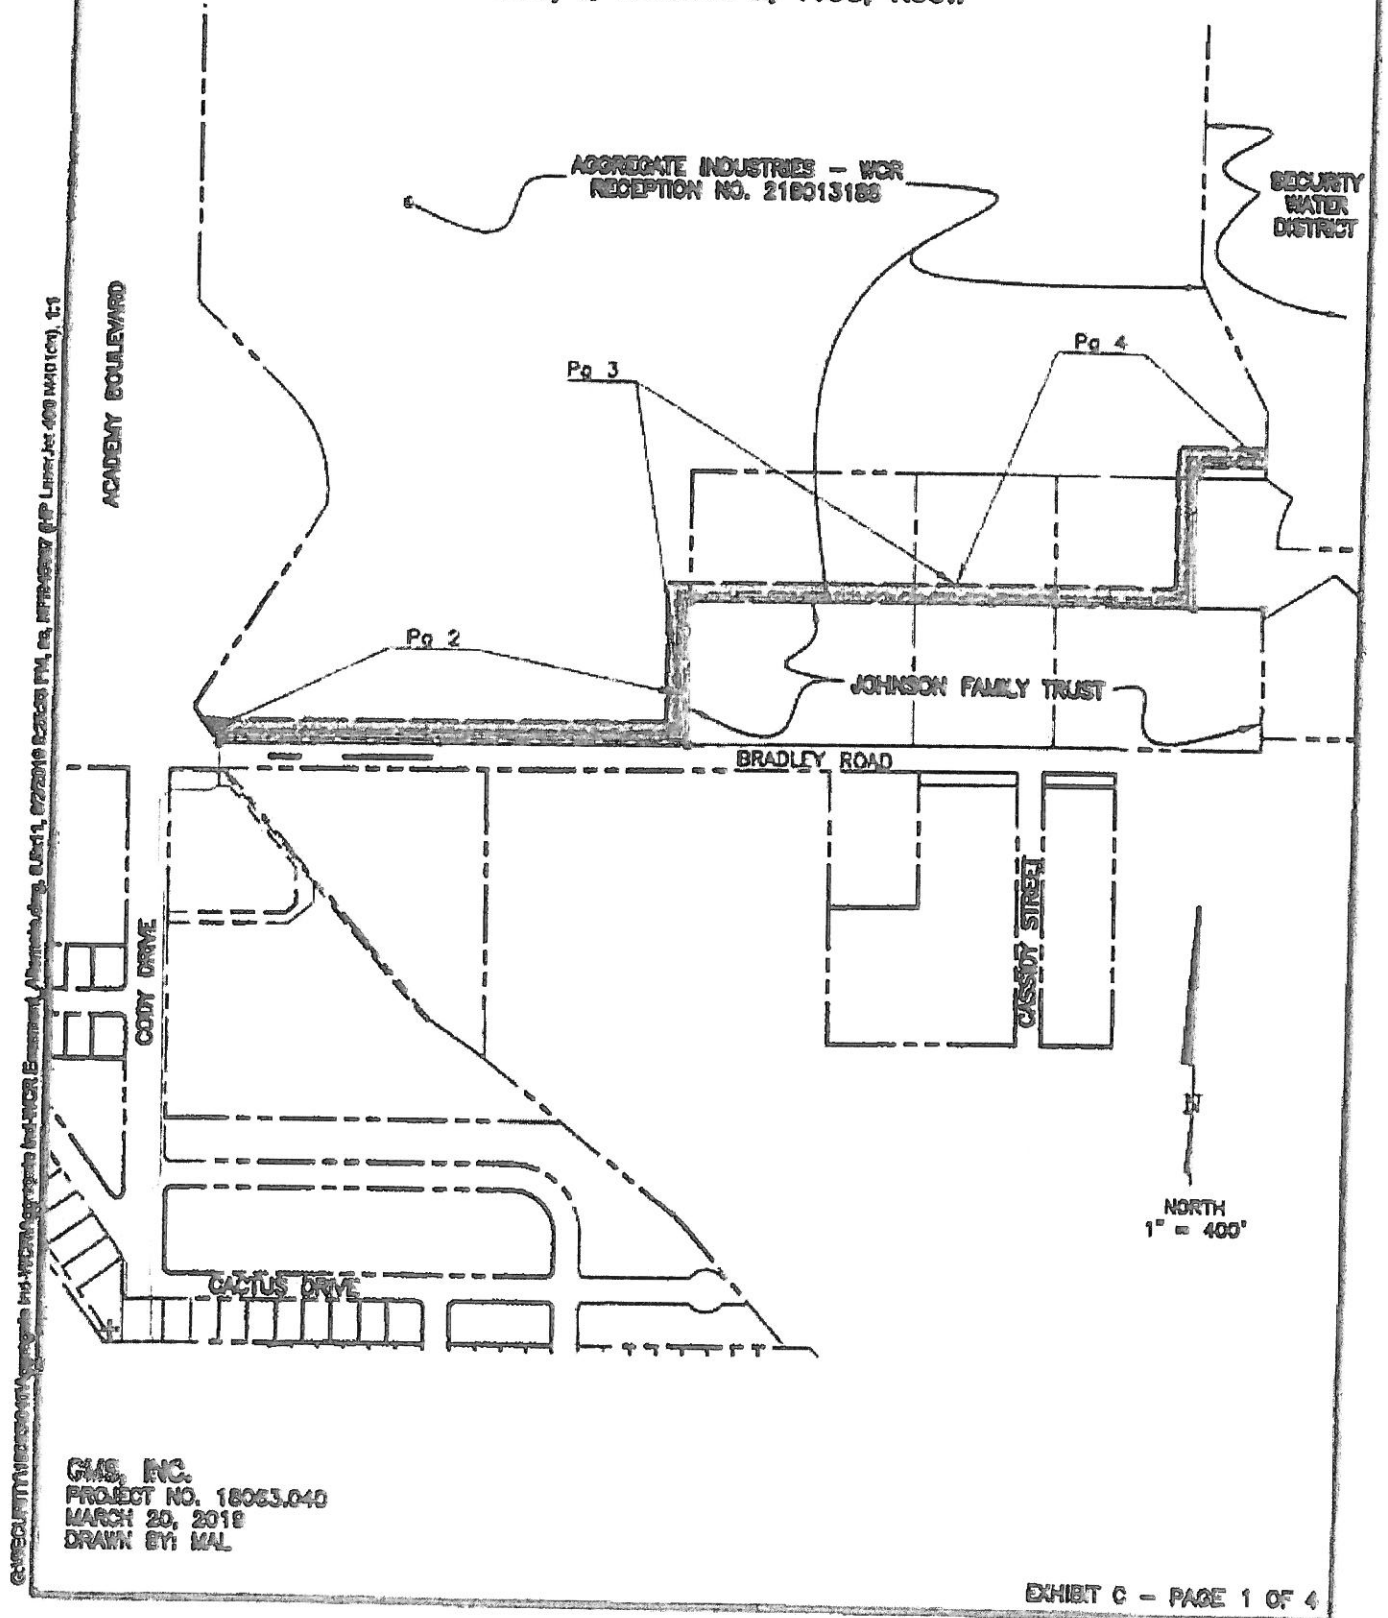 AGGREGATE INDUSTRIES – WCR
RECEPTION NO. 219013186
SECURITY
WATER
DISTRICT
ACADEMY BOULEVARD
Pg 3
Pg 4
Pg 2
JOHNSON FAMILY TRUST
BRADLEY ROAD
CODY DRIVE
CASSIDY STREET
NORTH
1" = 400'
CACTUS DRIVE
GMS, INC.
PROJECT NO. 18063.040
MARCH 20, 2019
DRAWN BY: MAL
EXHIBIT C – PAGE 1 OF 4